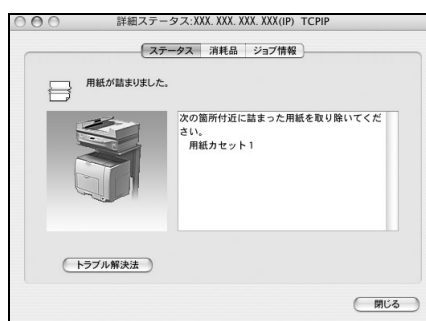 詳細ステータス:XXX. XXX. XXX. XXX(IP) TCPIP
ステータス 消耗品 ジョブ情報
用紙が詰まりました。
次の箇所付近に詰まった用紙を取り除いてくだ
さい。
用紙カセット1
トラブル解決法
閉じる